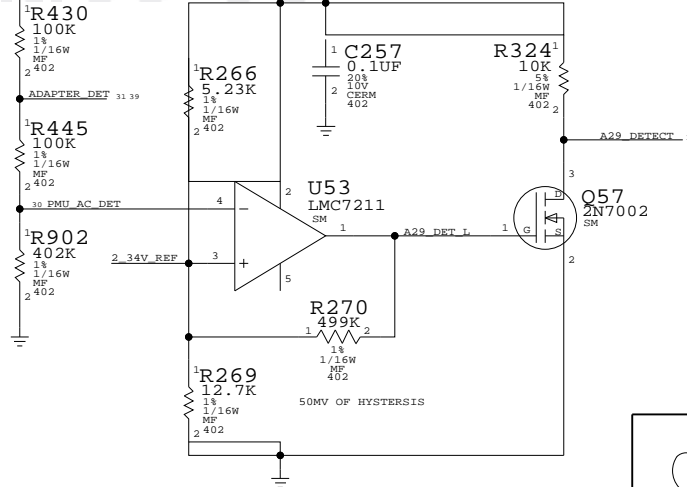 1
R430
100K
1%
1/16W
MF
402
2
ADAPTER_DET 31 39
1
R445
100K
1%
1/16W
MF
402
2
30 PMU_AC_DET
1
R902
402K
1%
1/16W
MF
402
2
1
R266
5.23K
1%
1/16W
MF
402
2
1
C257
0.1UF
20%
10V
CERM
402
2
R324
1
10K
5%
1/16W
MF
402
2
A29_DETECT
U53
LMC7211
SM
4
2
3
5
1
2_34V_REF
A29_DET_L
1
G
D
S
3
2
Q57
2N7002
SM
R270
499K
1
2
1%
1/16W
MF
402
1
R269
12.7K
1%
1/16W
MF
402
2
50MV OF HYSTERSIS